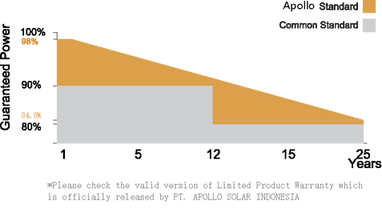 Apollo Standard
Common Standard
Guaranteed Power
100%
98%
90%
84.8%
80%
1 5 12 15 25
Years
*Please check the valid version of Limited Product Warranty which
is officially released by PT. APOLLO SOLAR INDONESIA